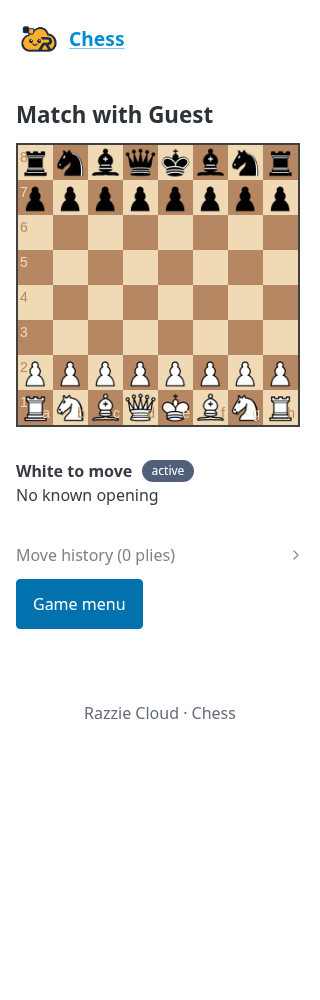 Chess
Match with Guest
8
7
6
5
4
3
2
1
a b c d e f g h
White to move active
No known opening
Move history (0 plies)
Game menu
Razzie Cloud · Chess